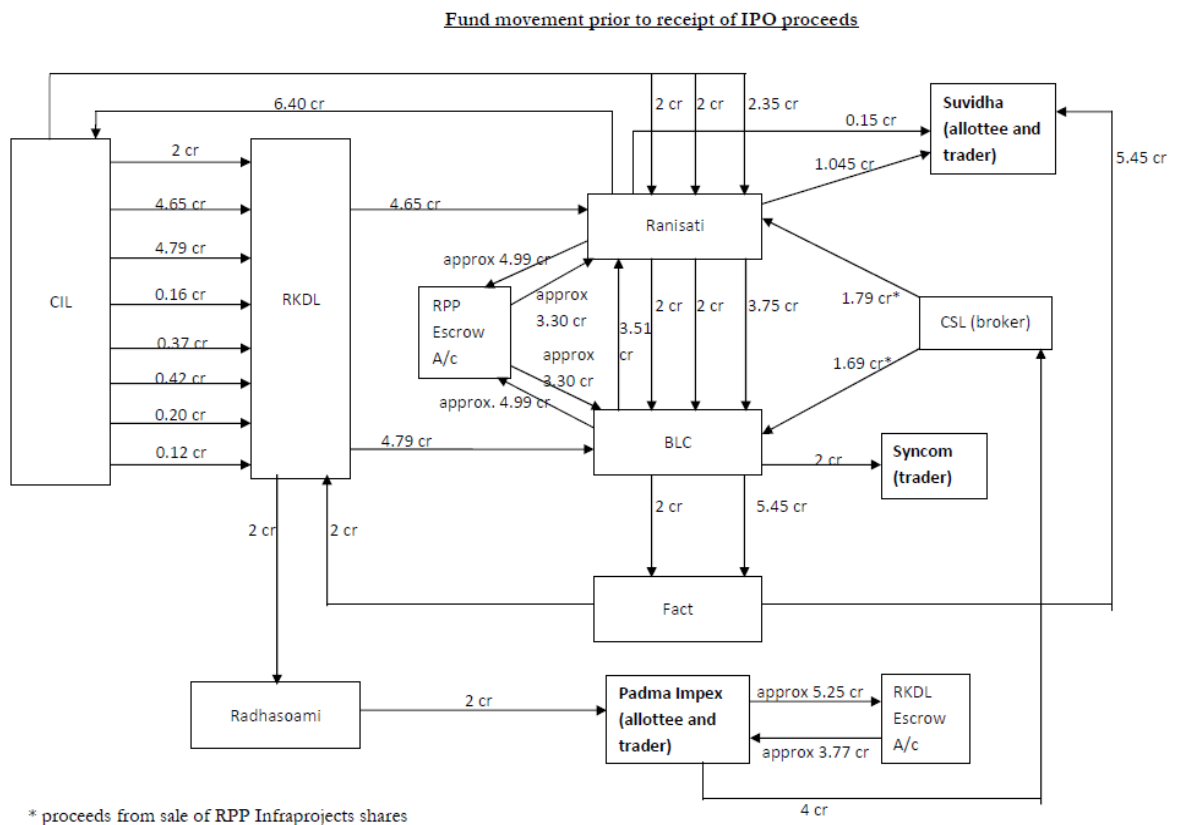 Fund movement prior to receipt of IPO proceeds
6.40 cr
2 cr
2 cr
2.35 cr
0.15 cr
Suvidha
(allottee and
trader)
5.45 cr
1.045 cr
CIL
2 cr
4.65 cr
4.79 cr
0.16 cr
0.37 cr
0.42 cr
0.20 cr
0.12 cr
RKDL
4.65 cr
Ranisati
approx 4.99 cr
approx
3.30 cr
RPP
Escrow
A/c
approx
3.30 cr
approx. 4.99 cr
3.51
cr
2 cr
2 cr
3.75 cr
1.79 cr*
CSL (broker)
1.69 cr*
4.79 cr
BLC
2 cr
Syncom
(trader)
2 cr
2 cr
2 cr
5.45 cr
Fact
Radhasoami
2 cr
Padma Impex
(allottee and
trader)
approx 5.25 cr
approx 3.77 cr
RKDL
Escrow
A/c
4 cr
* proceeds from sale of RPP Infraprojects shares